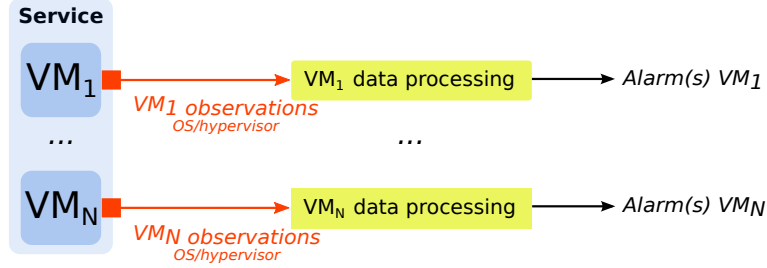 Service
VM1 VM1 data processing Alarm(s) VM1
VM1 observations
OS/hypervisor
... ...
VMN VMN data processing Alarm(s) VMN
VMN observations
OS/hypervisor